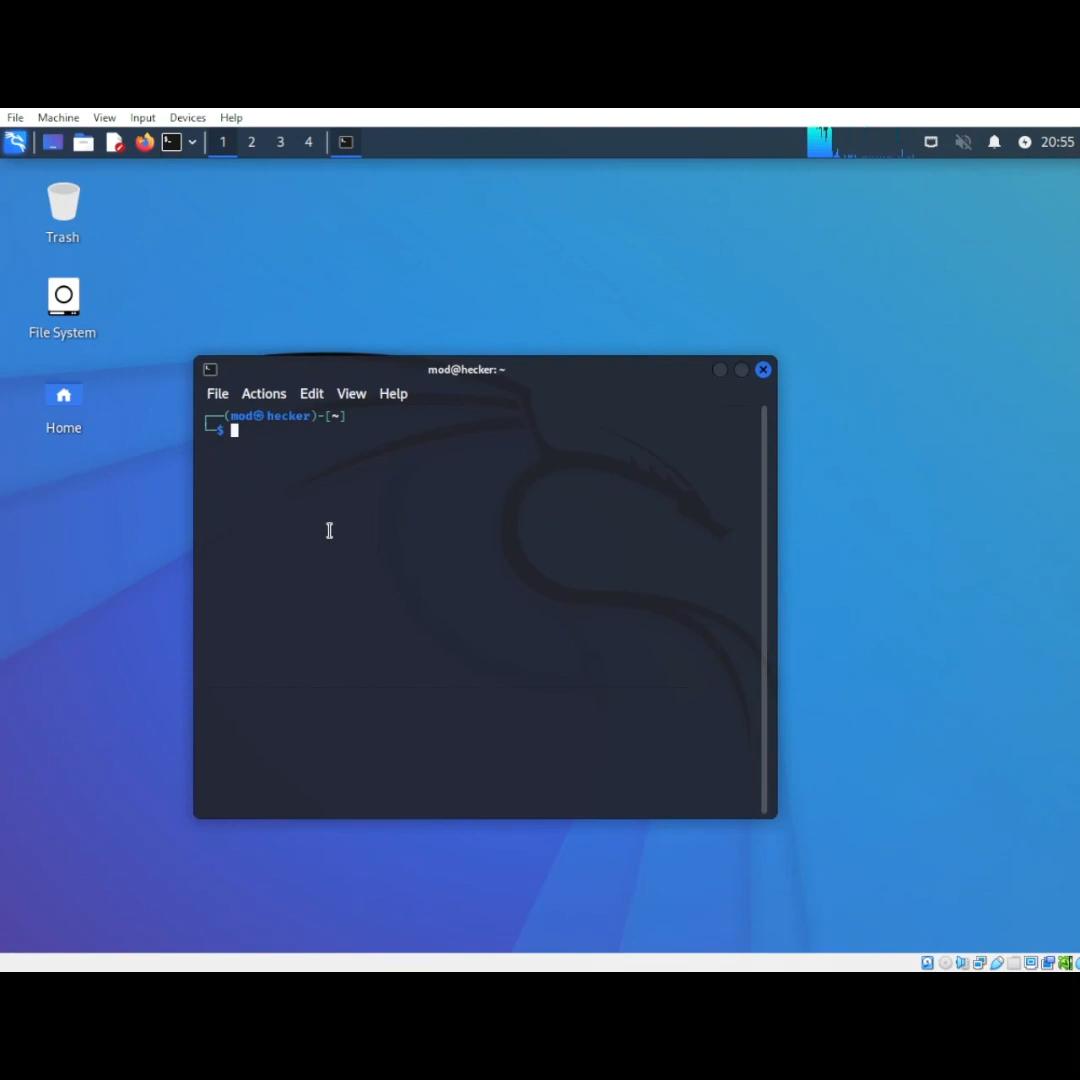 File Machine View Input Devices Help
1 2 3 4 20:55
Trash
File System
mod@hecker: ~
File Actions Edit View Help
┌──(mod㉿hecker)-[~]
└─$
Home